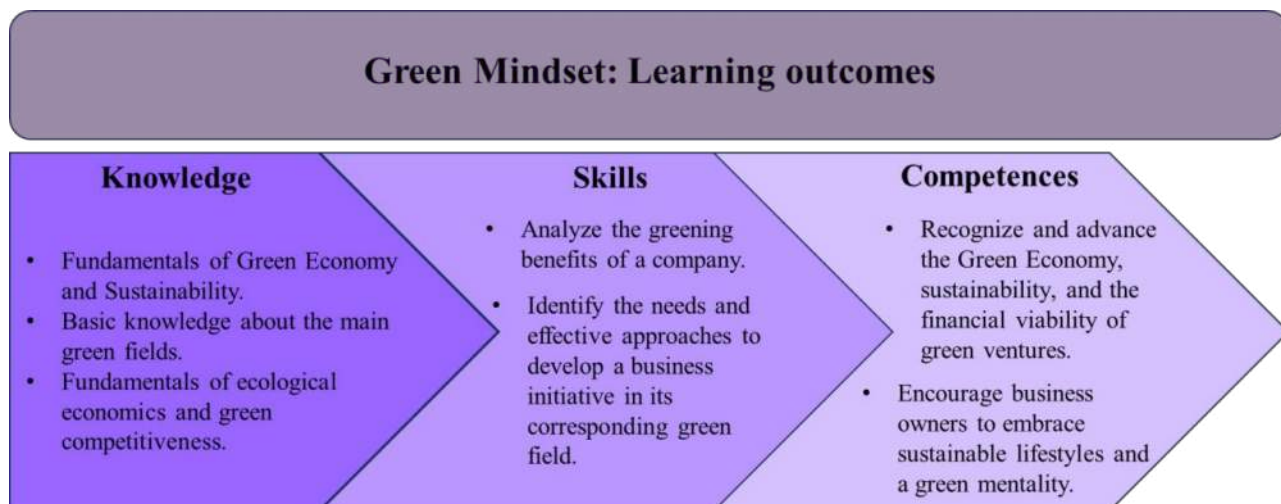 Green Mindset: Learning outcomes
Knowledge
• Fundamentals of Green Economy
and Sustainability.
• Basic knowledge about the main
green fields.
• Fundamentals of ecological
economics and green
competitiveness.
Skills
• Analyze the greening
benefits of a company.
• Identify the needs and
effective approaches to
develop a business
initiative in its
corresponding green
field.
Competences
• Recognize and advance
the Green Economy,
sustainability, and the
financial viability of
green ventures.
• Encourage business
owners to embrace
sustainable lifestyles and
a green mentality.